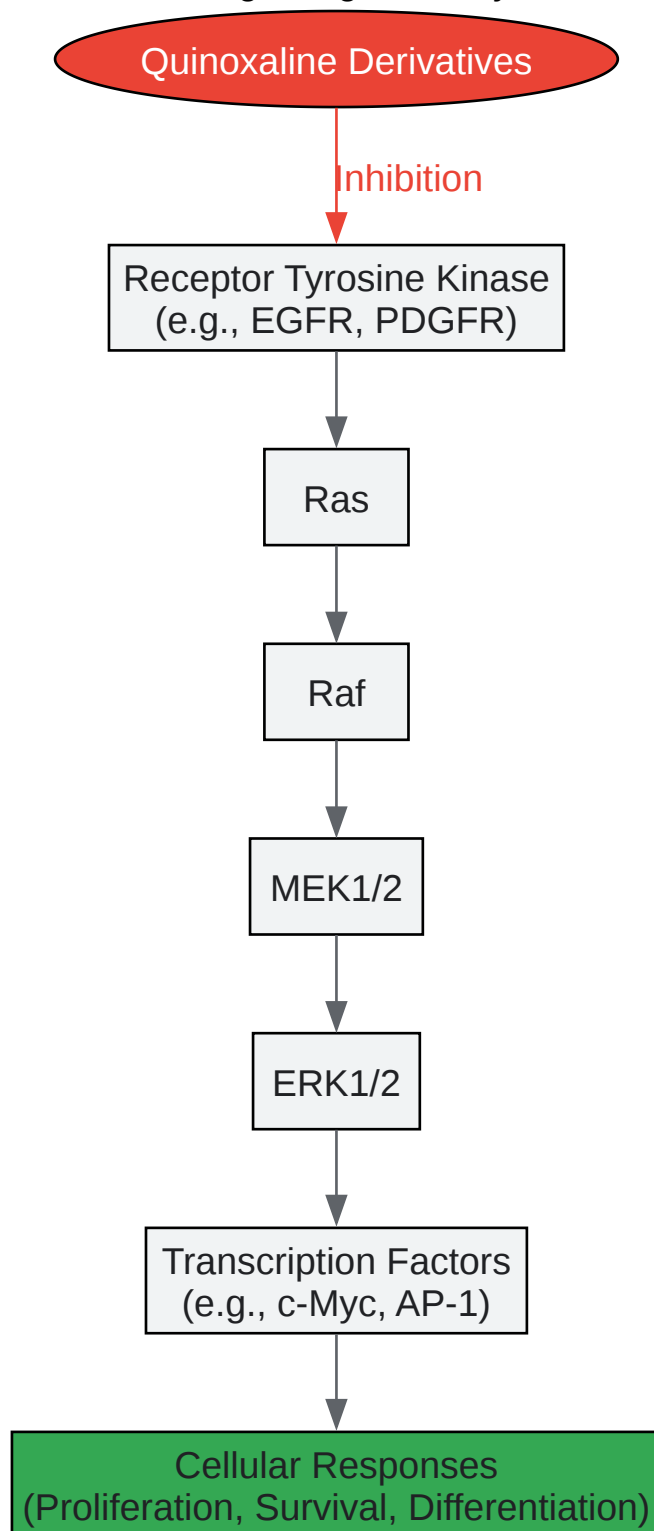 Quinoxaline Derivatives
Inhibition
Receptor Tyrosine Kinase
(e.g., EGFR, PDGFR)
Ras
Raf
MEK1/2
ERK1/2
Transcription Factors
(e.g., c-Myc, AP-1)
Cellular Responses
(Proliferation, Survival, Differentiation)